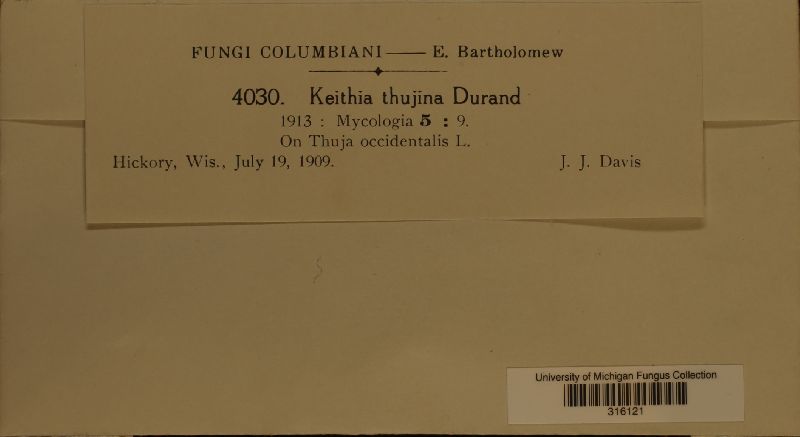 FUNGI COLUMBIANI — E. Bartholomew
4030. Keithia thujina Durand
1913 : Mycologia 5 : 9.
On Thuja occidentalis L.
Hickory, Wis., July 19, 1909. J. J. Davis
University of Michigan Fungus Collection
316121